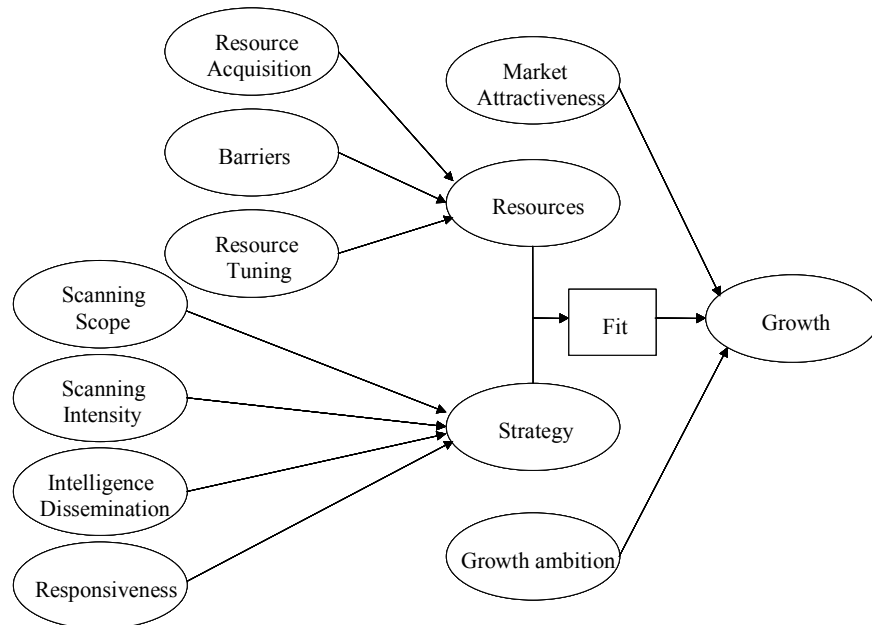 Resource
Acquisition
Market
Attractiveness
Barriers
Resources
Resource
Tuning
Scanning
Scope
Fit
Growth
Scanning
Intensity
Strategy
Intelligence
Dissemination
Growth ambition
Responsiveness